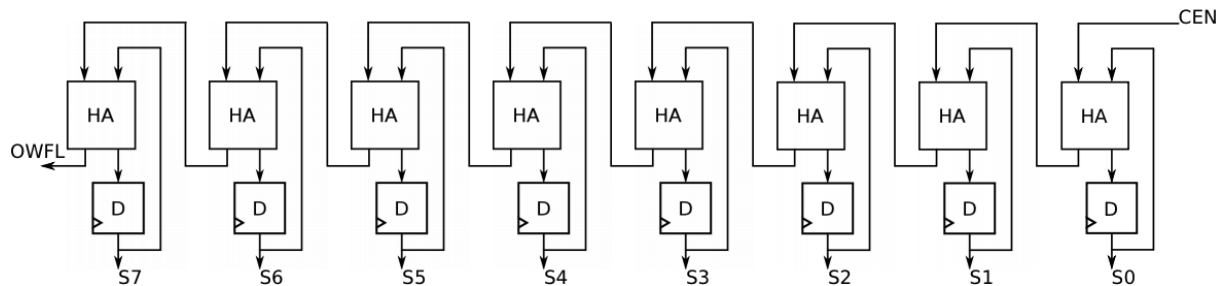 CEN
HA HA HA HA HA HA HA HA
OWFL
D D D D D D D D
S7 S6 S5 S4 S3 S2 S1 S0